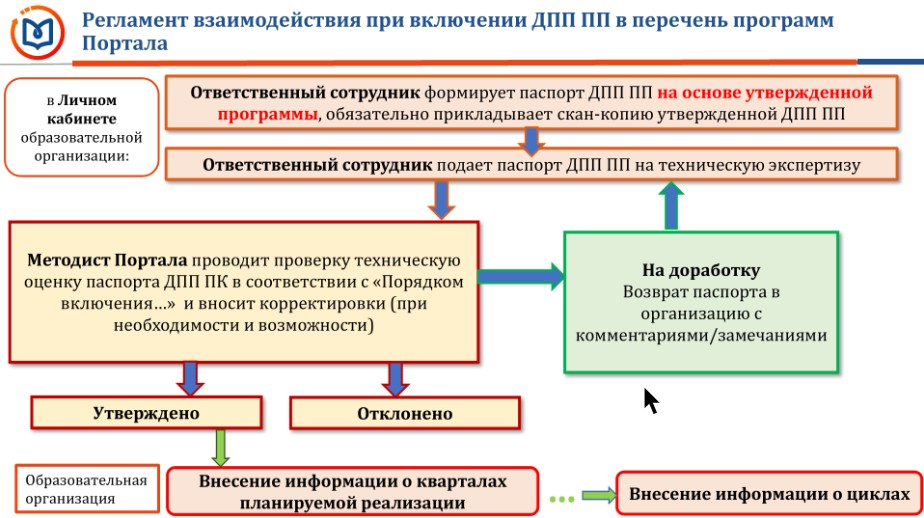 Регламент взаимодействия при включении ДПП ПП в перечень программ
Портала
в Личном
кабинете
образовательной
организации:
Ответственный сотрудник формирует паспорт ДПП ПП на основе утвержденной
программы, обязательно прикладывает скан-копию утвержденной ДПП ПП
Ответственный сотрудник подает паспорт ДПП ПП на техническую экспертизу
Методист Портала проводит проверку техническую
оценку паспорта ДПП ПК в соответствии с «Порядком
включения…» и вносит корректировки (при
необходимости и возможности)
На доработку
Возврат паспорта в
организацию с
комментариями/замечаниями
Утверждено
Отклонено
Образовательная
организация
Внесение информации о кварталах
планируемой реализации
Внесение информации о циклах